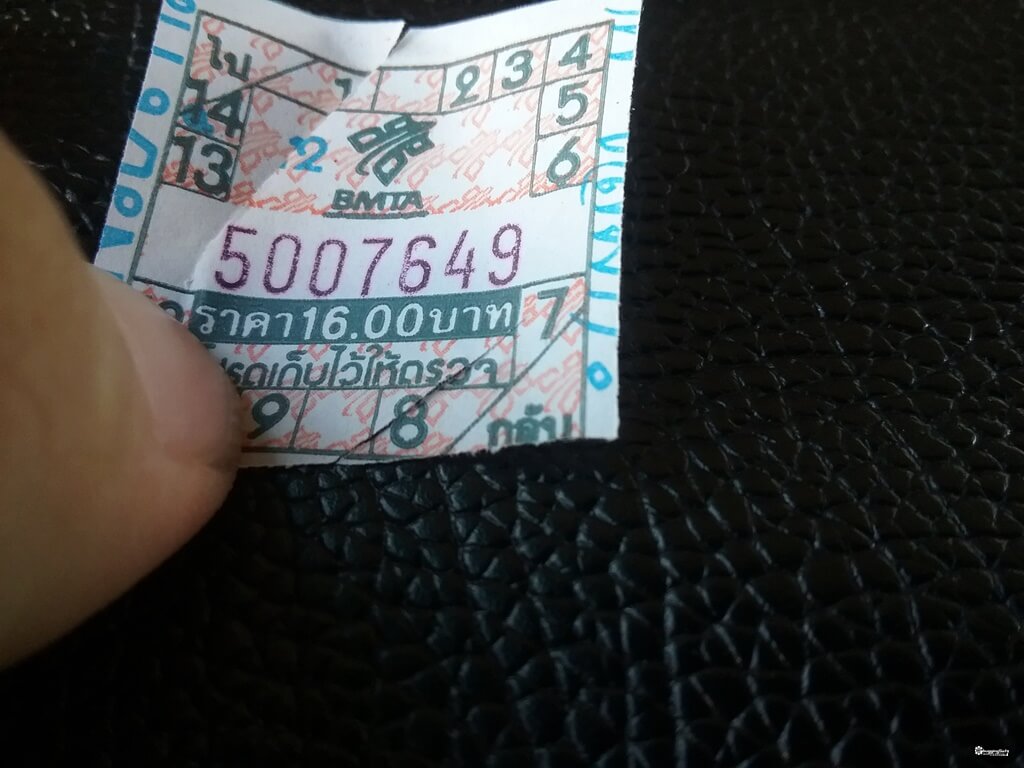 ไป 1 2 3 4
14 5
13 2 6
BMTA
5007649
ราคา16.00บาท 7
โปรดเก็บไว้ให้ตรวจ
9 8 กลับ